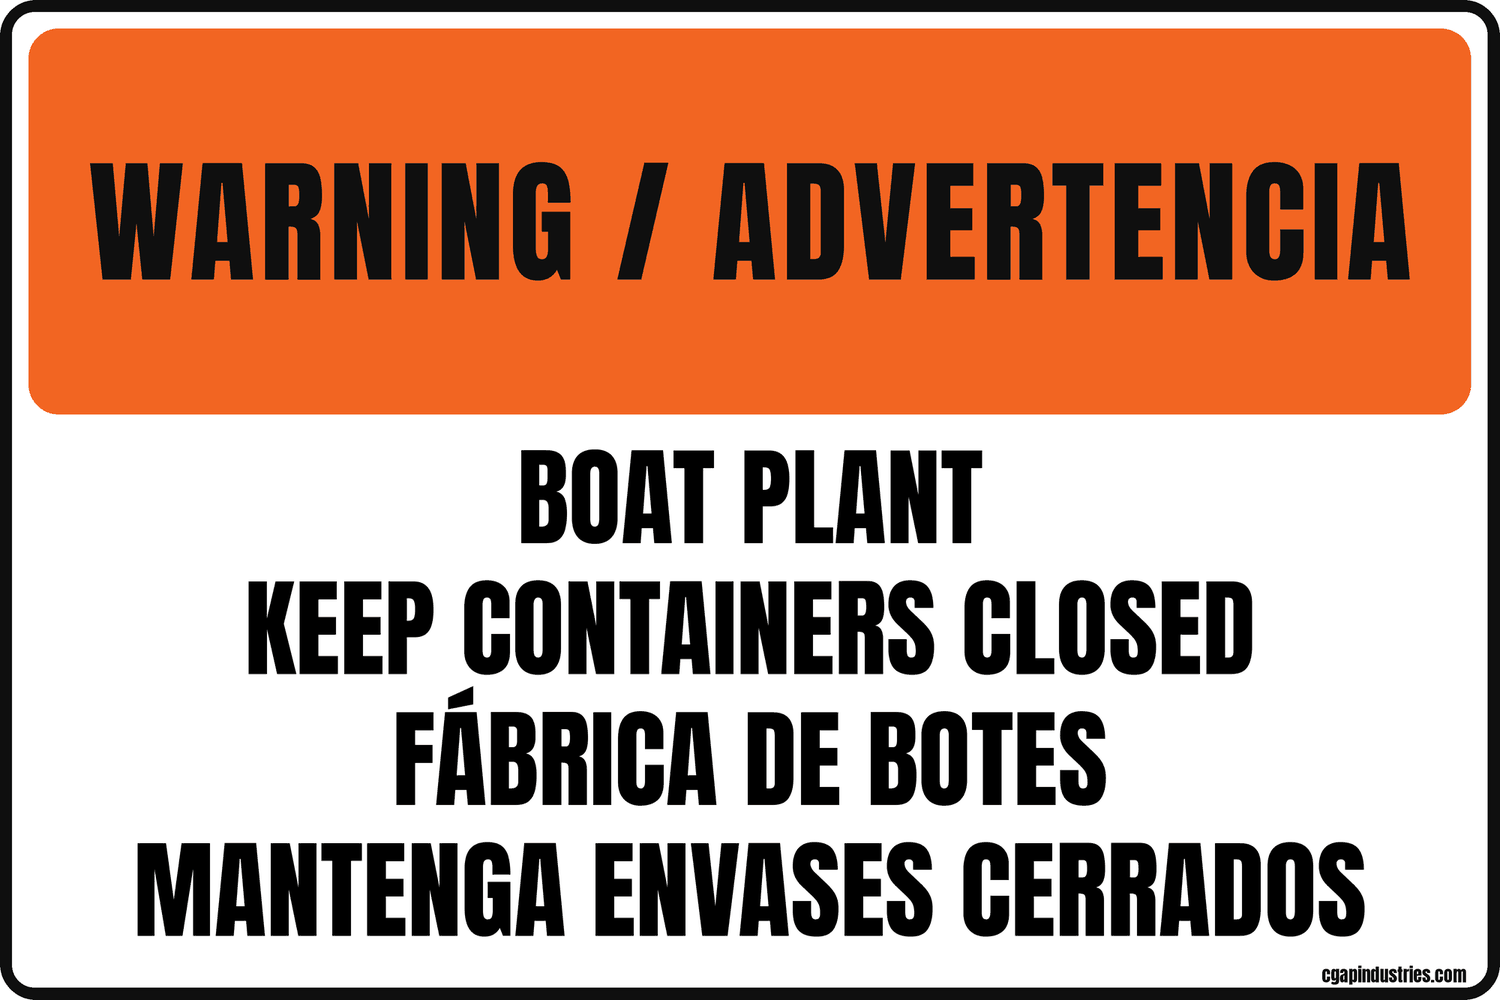 WARNING / ADVERTENCIA
BOAT PLANT
KEEP CONTAINERS CLOSED
FÁBRICA DE BOTES
MANTENGA ENVASES CERRADOS
cgapindustries.com